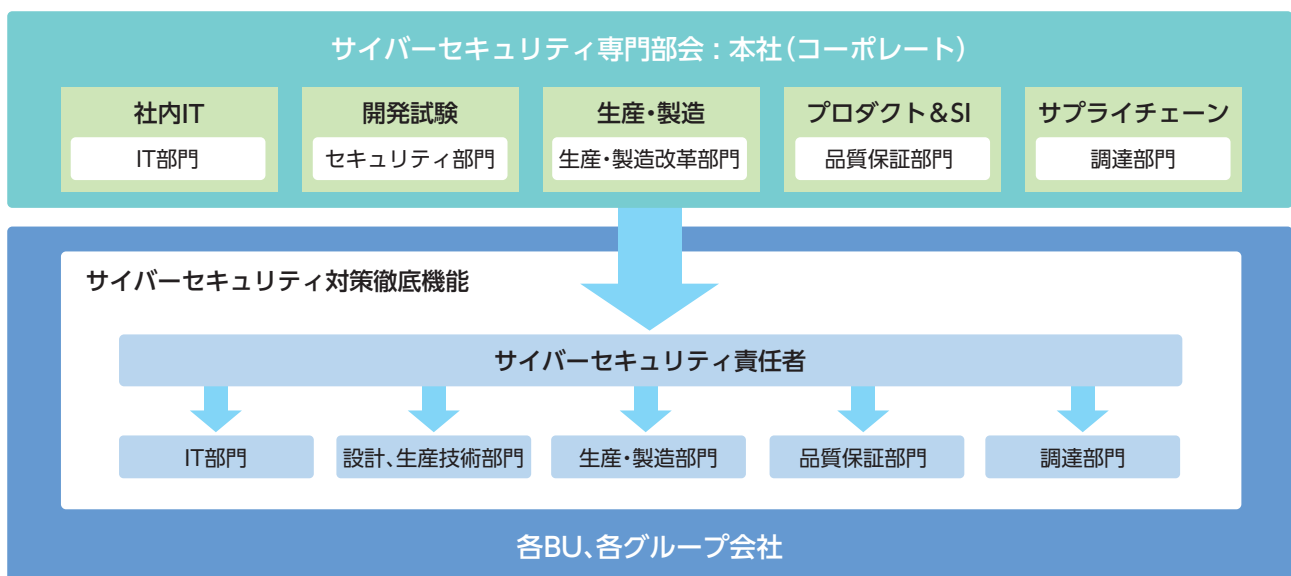 サイバーセキュリティ専門部会:本社(コーポレート)
社内IT
IT部門
開発試験
セキュリティ部門
生産・製造
生産・製造改革部門
プロダクト&SI
品質保証部門
サプライチェーン
調達部門
サイバーセキュリティ対策徹底機能
サイバーセキュリティ責任者
IT部門
設計、生産技術部門
生産・製造部門
品質保証部門
調達部門
各BU、各グループ会社